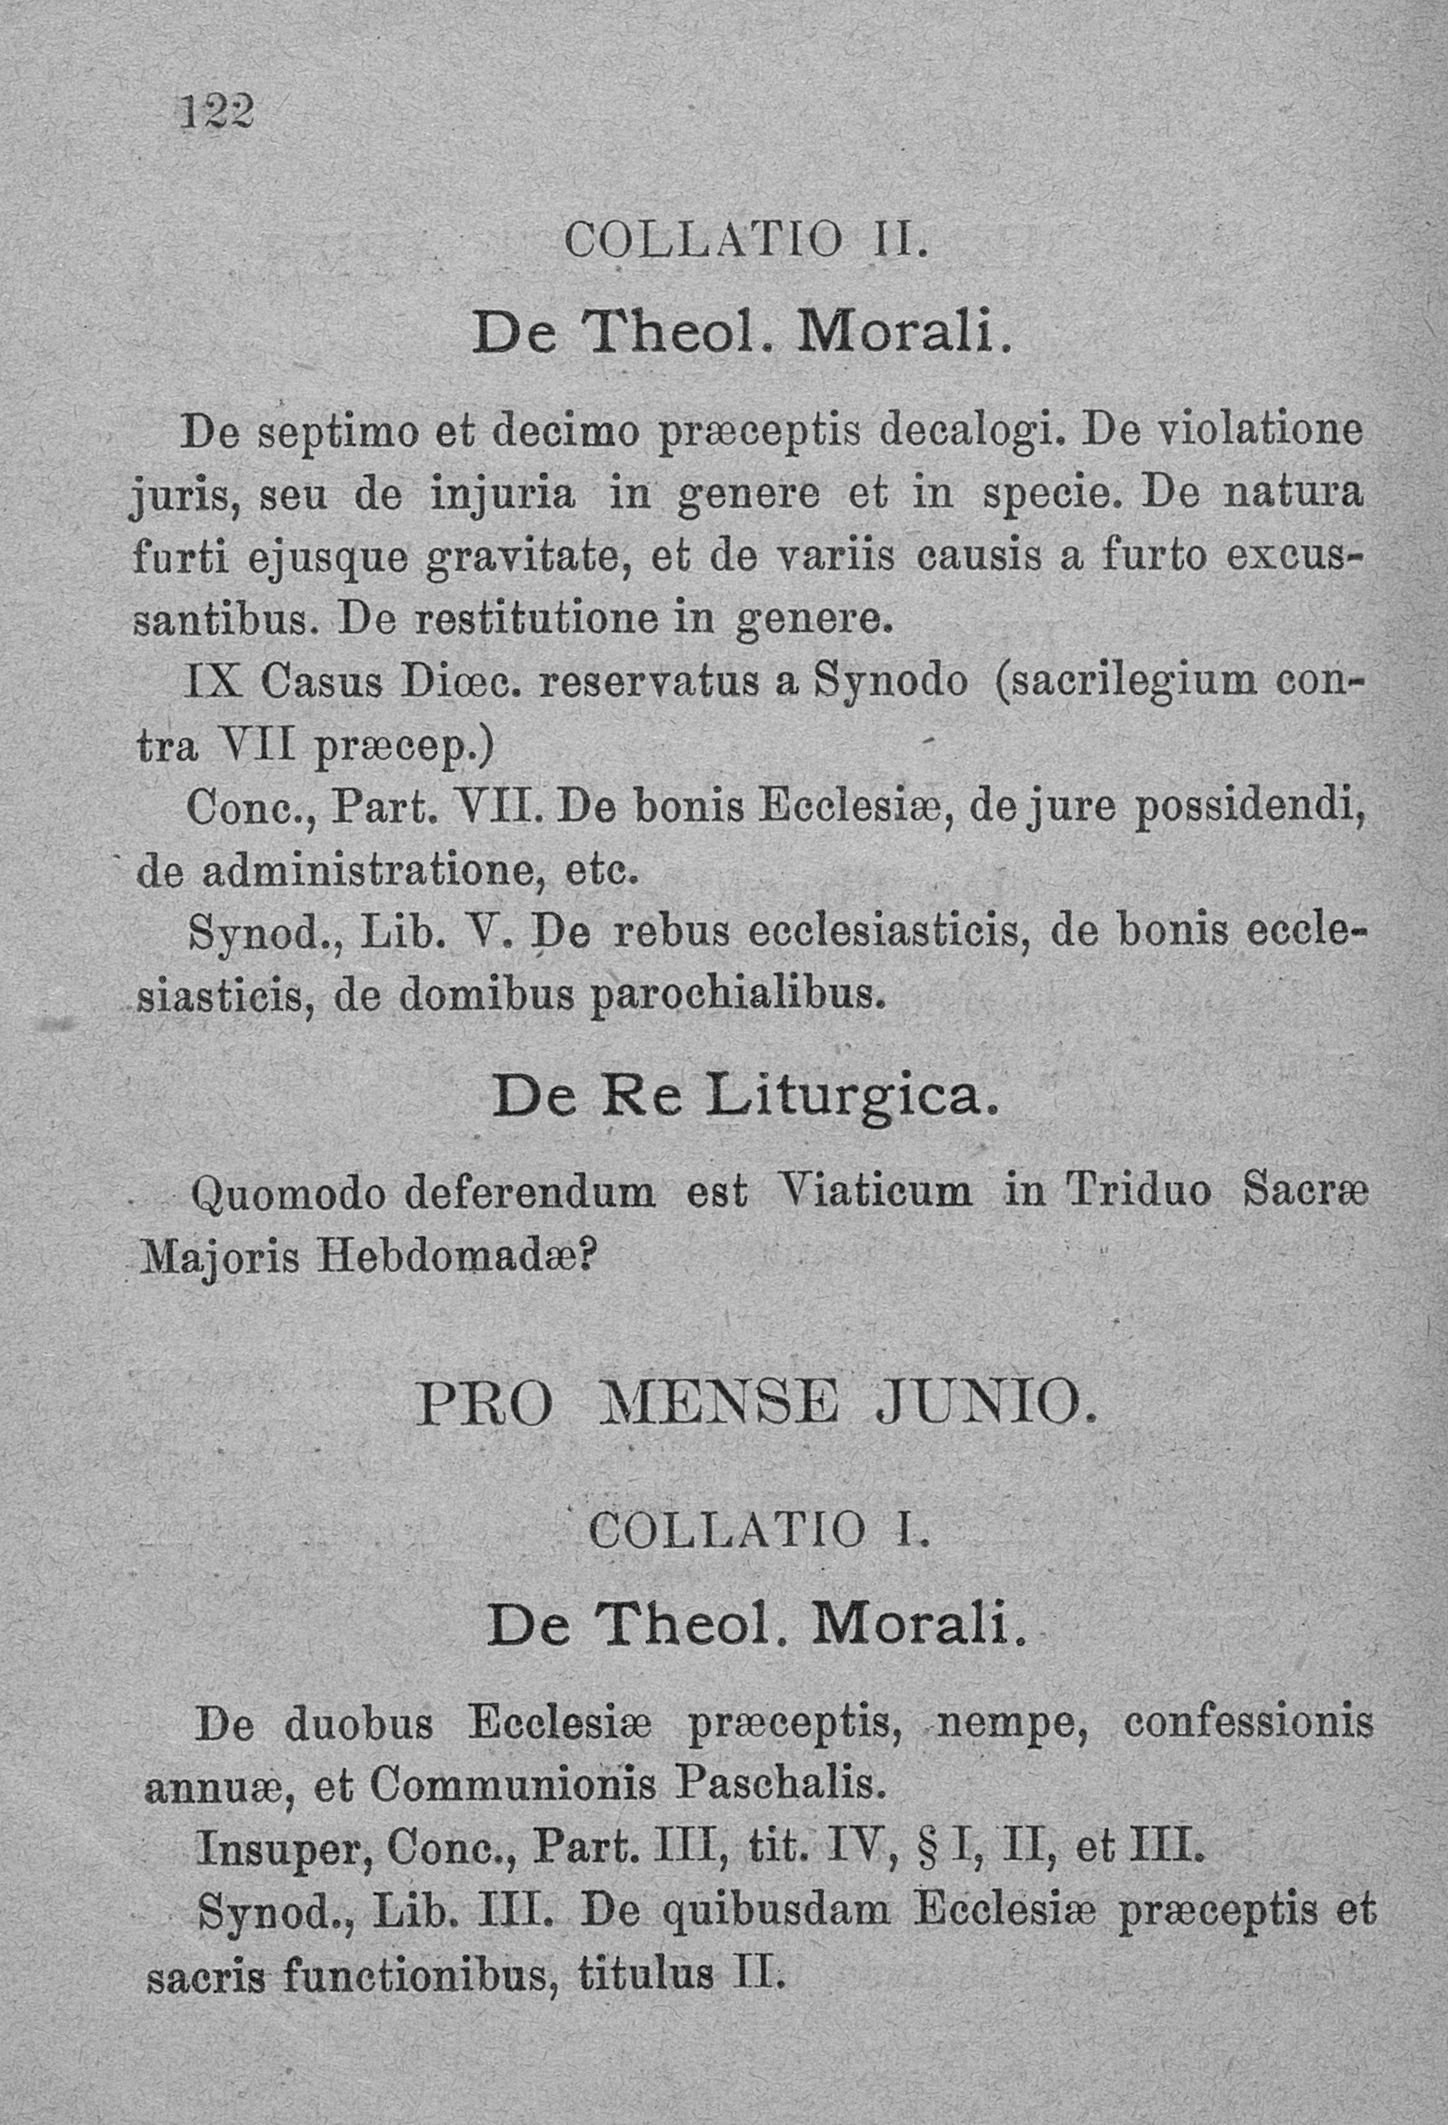 122
COLLATIO II.
De Theol. Morali.
De septimo et decimo præceptis decalogi. De violatione
juris, seu de injuria in genere et in specie. De natura
furti ejusque gravitate, et de variis causis a furto excus-
santibus. De restitutione in genere.
IX Casus Diœc. reservatus a Synodo (sacrilegium con-
tra VII præcep.)
Conc., Part. VII. De bonis Ecclesiæ, de jure possidendi,
de administratione, etc.
Synod., Lib. V. De rebus ecclesiasticis, de bonis eccle-
siasticis, de domibus parochialibus.
De Re Liturgica.
Quomodo deferendum est Viaticum in Triduo Sacræ
Majoris Hebdomadæ?
PRO MENSE JUNIO.
COLLATIO I.
De Theol. Morali.
De duobus Ecclesiæ præceptis, nempe, confessionis
annuæ, et Communionis Paschalis.
Insuper, Conc., Part. III, tit. IV, § I, II, et III.
Synod., Lib. III. De quibusdam Ecclesiæ præceptis et
sacris functionibus, titulus II.